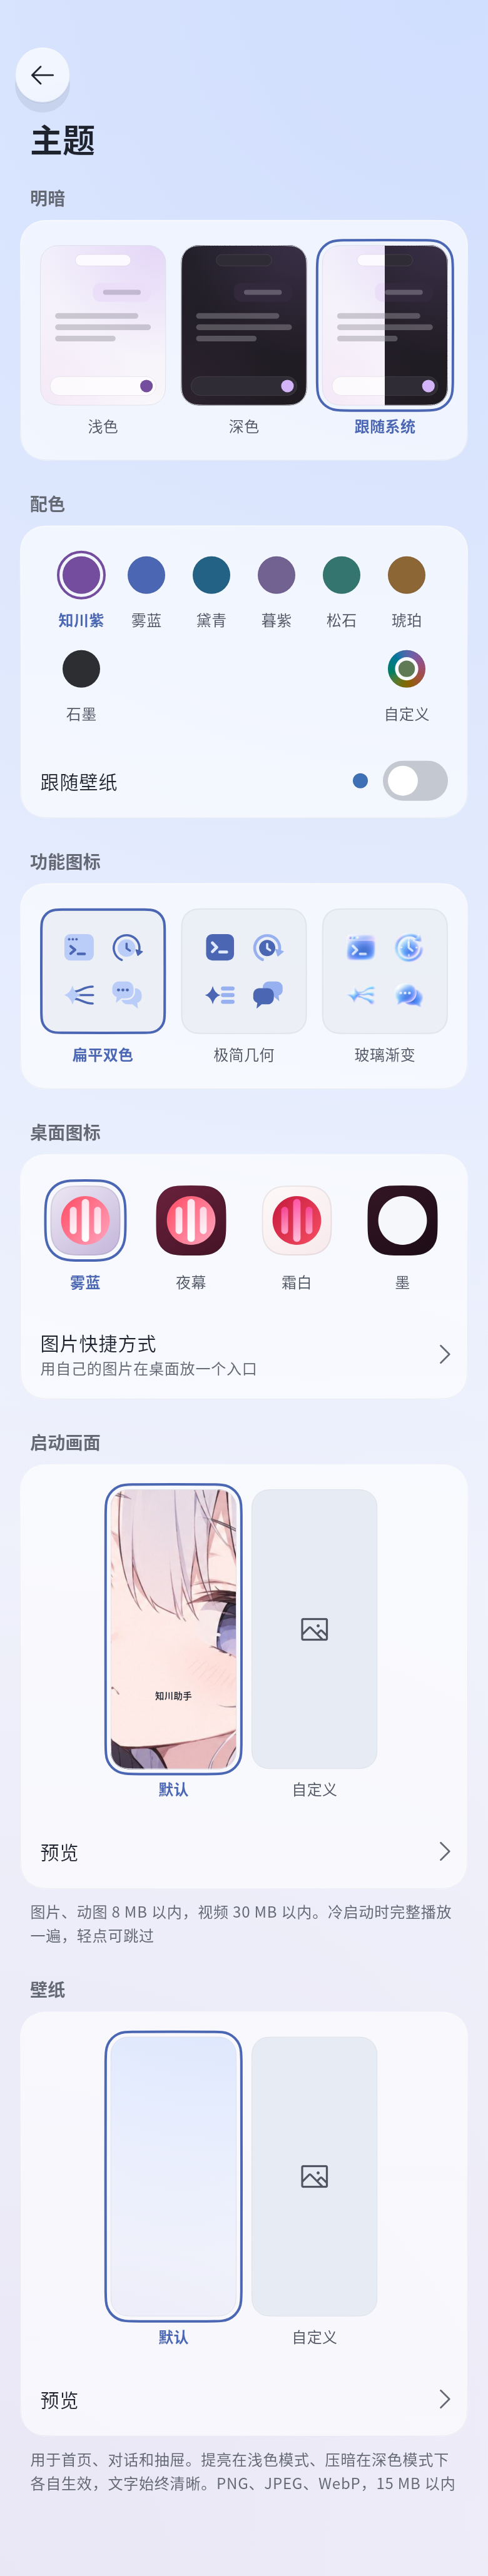 主题
明暗
浅色
深色
跟随系统
配色
知川紫
雾蓝
黛青
暮紫
松石
琥珀
石墨
自定义
跟随壁纸
功能图标
扁平双色
极简几何
玻璃渐变
桌面图标
雾蓝
夜幕
霜白
墨
图片快捷方式
用自己的图片在桌面放一个入口
启动画面
知川助手
默认
自定义
预览
图片、动图 8 MB 以内，视频 30 MB 以内。冷启动时完整播放
一遍，轻点可跳过
壁纸
默认
自定义
预览
用于首页、对话和抽屉。提亮在浅色模式、压暗在深色模式下
各自生效，文字始终清晰。PNG、JPEG、WebP，15 MB 以内